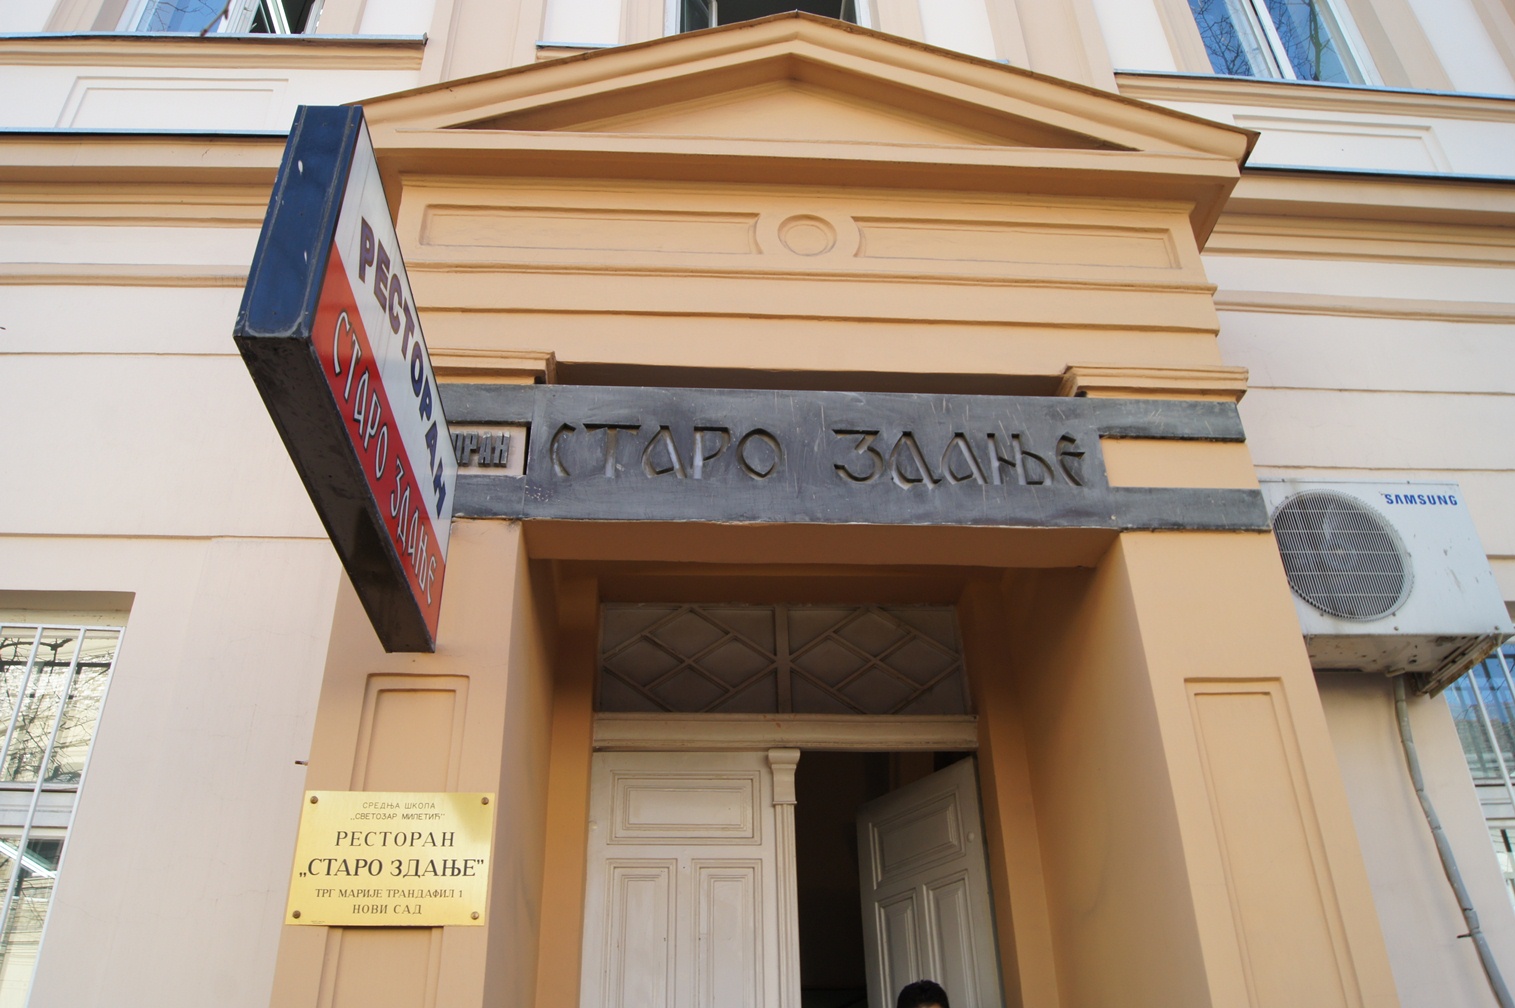 РЕСТОРАН
СТАРО ЗДАЊЕ
СТАРО ЗДАЊЕ
SAMSUNG
СРЕДЊА ШКОЛА
„СВЕТОЗАР МИЛЕТИЋ”
РЕСТОРАН
„СТАРО ЗДАЊЕ”
ТРГ МАРИЈЕ ТРАНДАФИЛ 1
НОВИ САД